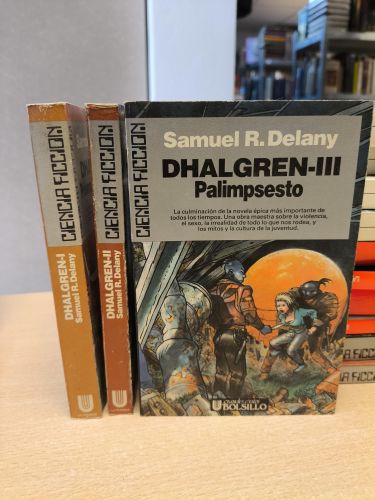 CIENCIA FICCION
DHALGREN-I
Samuel R. Delany
CIENCIA FICCION
DHALGREN-II
Samuel R. Delany
CIENCIA FICCION
Samuel R. Delany
DHALGREN-III
Palimpsesto
La culminación de la novela épica más importante de
todos los tiempos. Una obra maestra sobre la violencia,
el sexo, la irrealidad de todo lo que nos rodea, y
los mitos y la cultura de la juventud.
BOLSILLO
CIENCIA FICCION